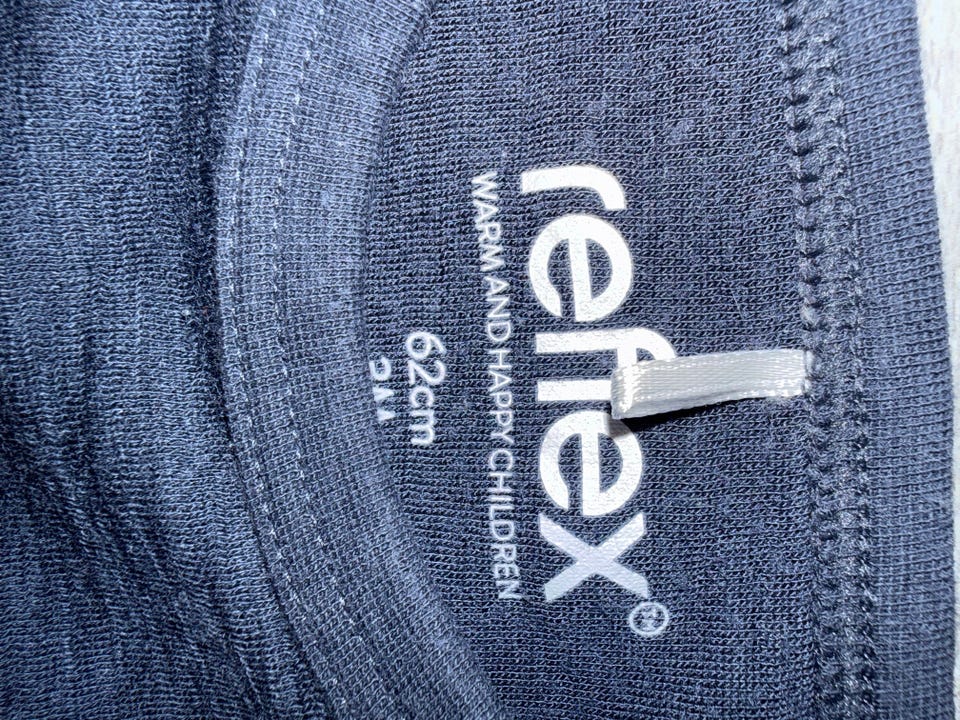 reflex®
WARM AND HAPPY CHILDREN
62cm